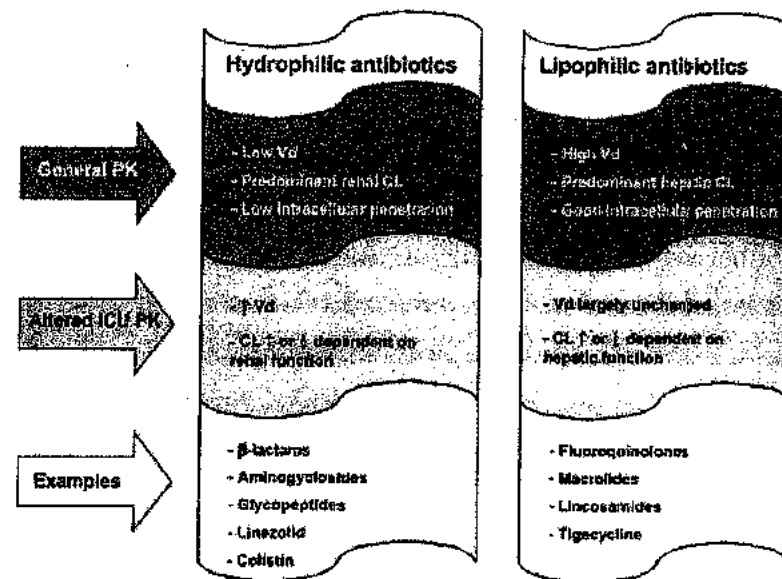 Hydrophilic antibiotics
Lipophilic antibiotics
General PK
- Low Vd
- Predominant renal CL
- Low intracellular penetration
- High Vd
- Predominant hepatic CL
- Good intracellular penetration
Altered ICU PK
- ↑ Vd
- CL ↑ or ↓ dependent on
renal function
- Vd largely unchanged
- CL ↑ or ↓ dependent on
hepatic function
Examples
- β-lactams
- Aminogyclosides
- Glycopeptides
- Linezolid
- Colistin
- Fluoroquinolones
- Macrolides
- Lincosamides
- Tigecycline